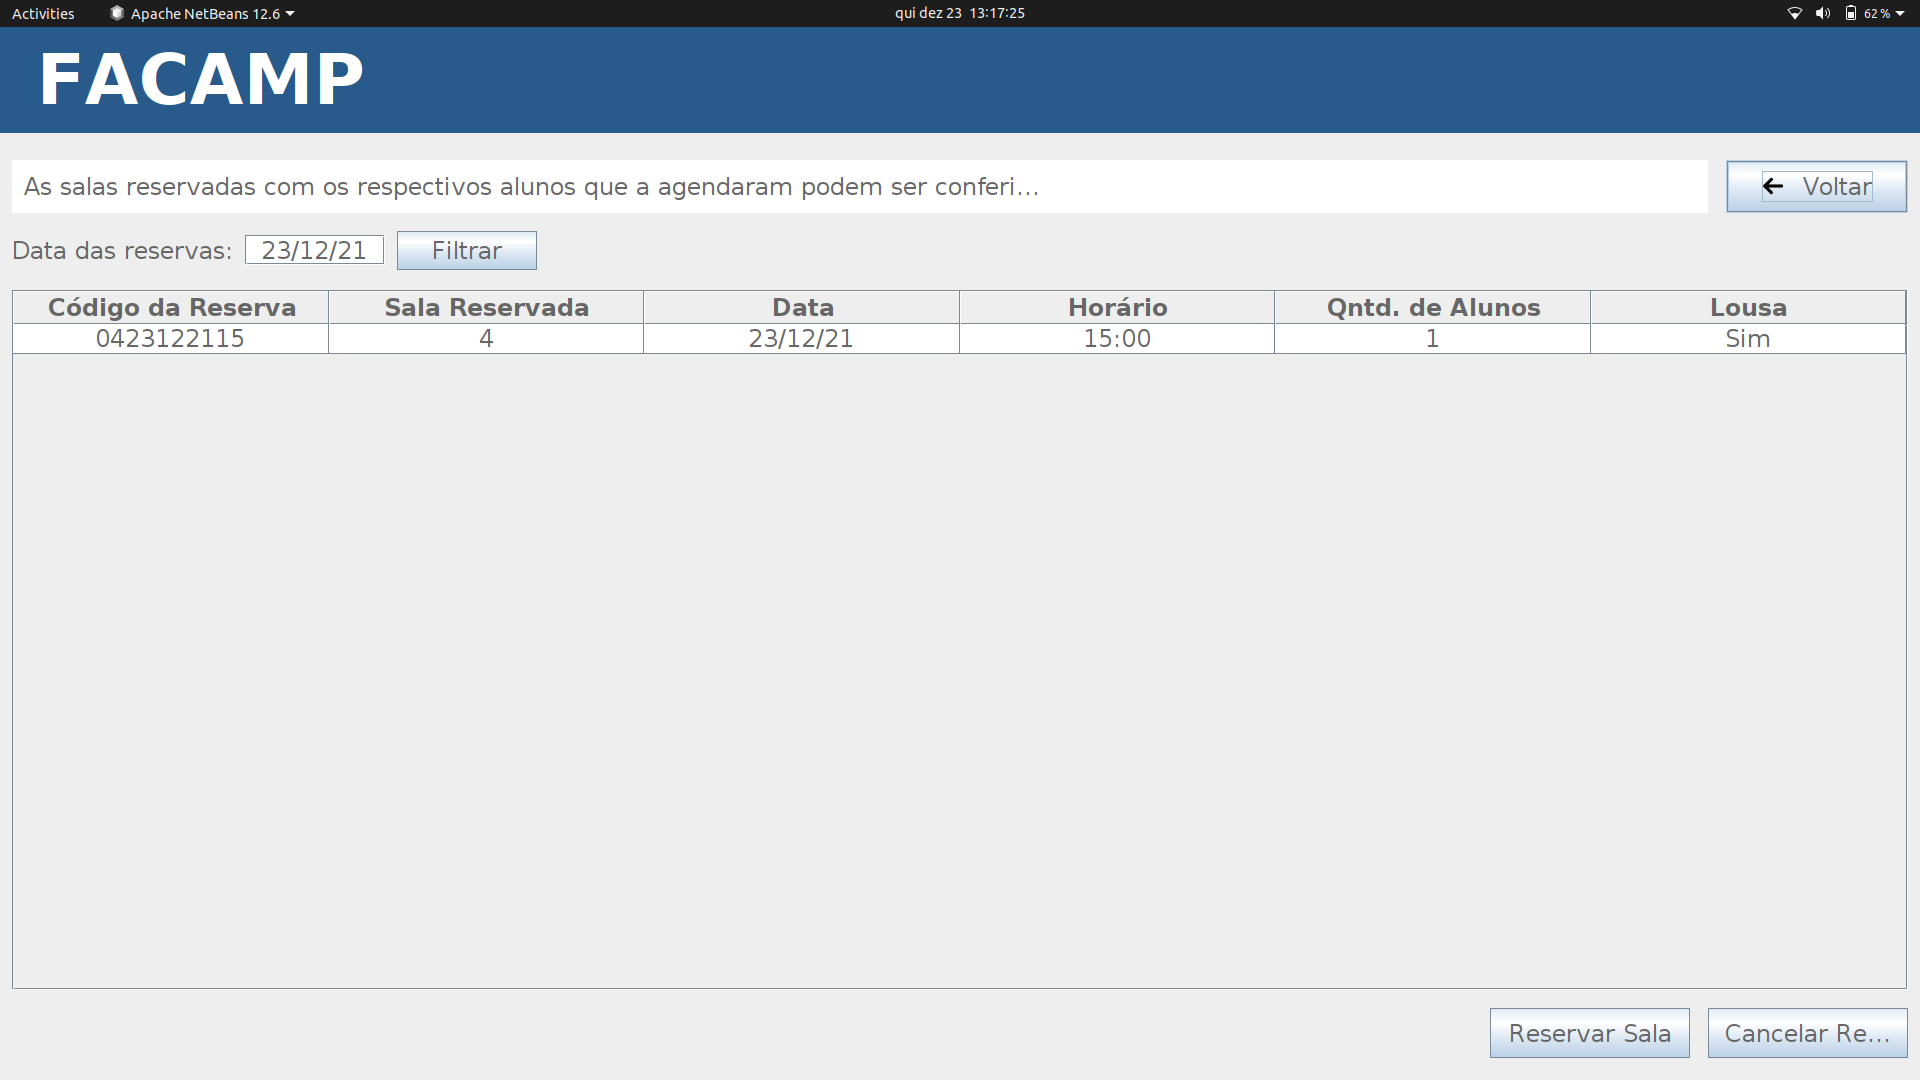 Activities Apache NetBeans 12.6 qui dez 23 13:17:25 62 %
FACAMP
As salas reservadas com os respectivos alunos que a agendaram podem ser conferi... Voltar
Data das reservas: 23/12/21 Filtrar
Código da Reserva Sala Reservada Data Horário Qntd. de Alunos Lousa
0423122115 4 23/12/21 15:00 1 Sim
Reservar Sala Cancelar Re...